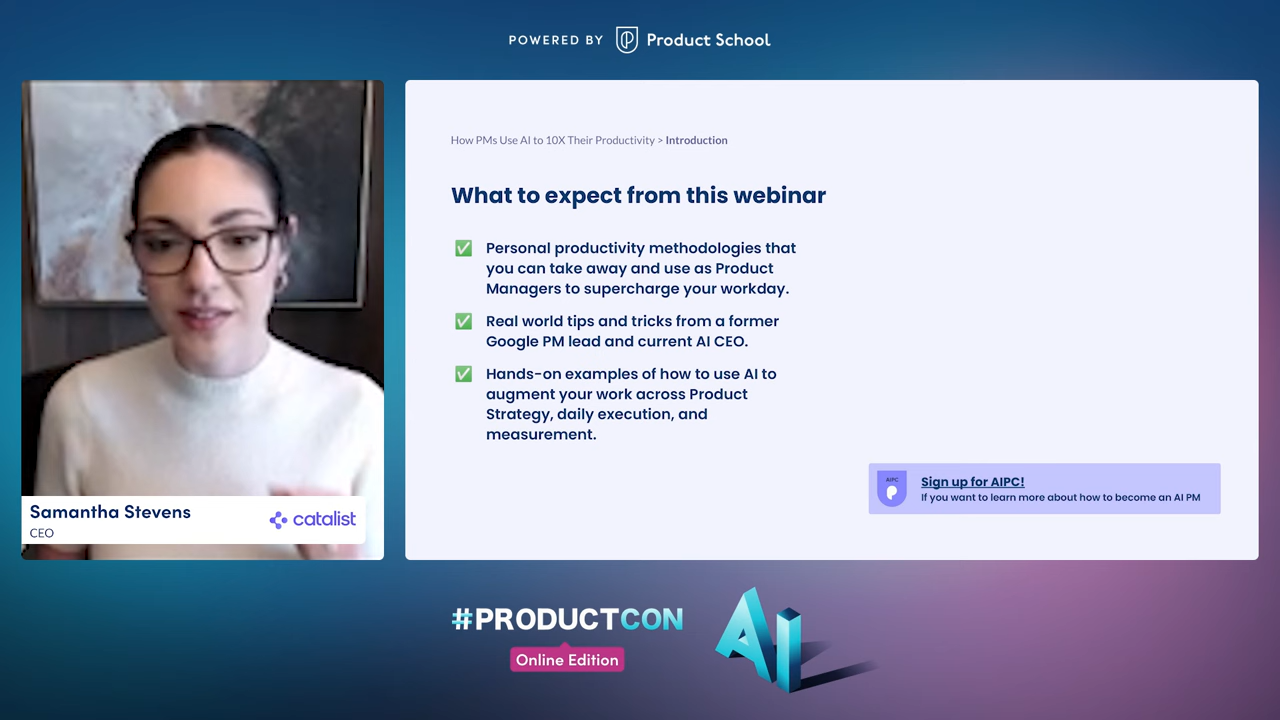 POWERED BY Product School
How PMs Use AI to 10X Their Productivity > Introduction
What to expect from this webinar
✅ Personal productivity methodologies that
you can take away and use as Product
Managers to supercharge your workday.
✅ Real world tips and tricks from a former
Google PM lead and current AI CEO.
✅ Hands-on examples of how to use AI to
augment your work across Product
Strategy, daily execution, and
measurement.
AIPC
Sign up for AIPC!
If you want to learn more about how to become an AI PM
Samantha Stevens
CEO
catalist
#PRODUCTCON
Online Edition
AI